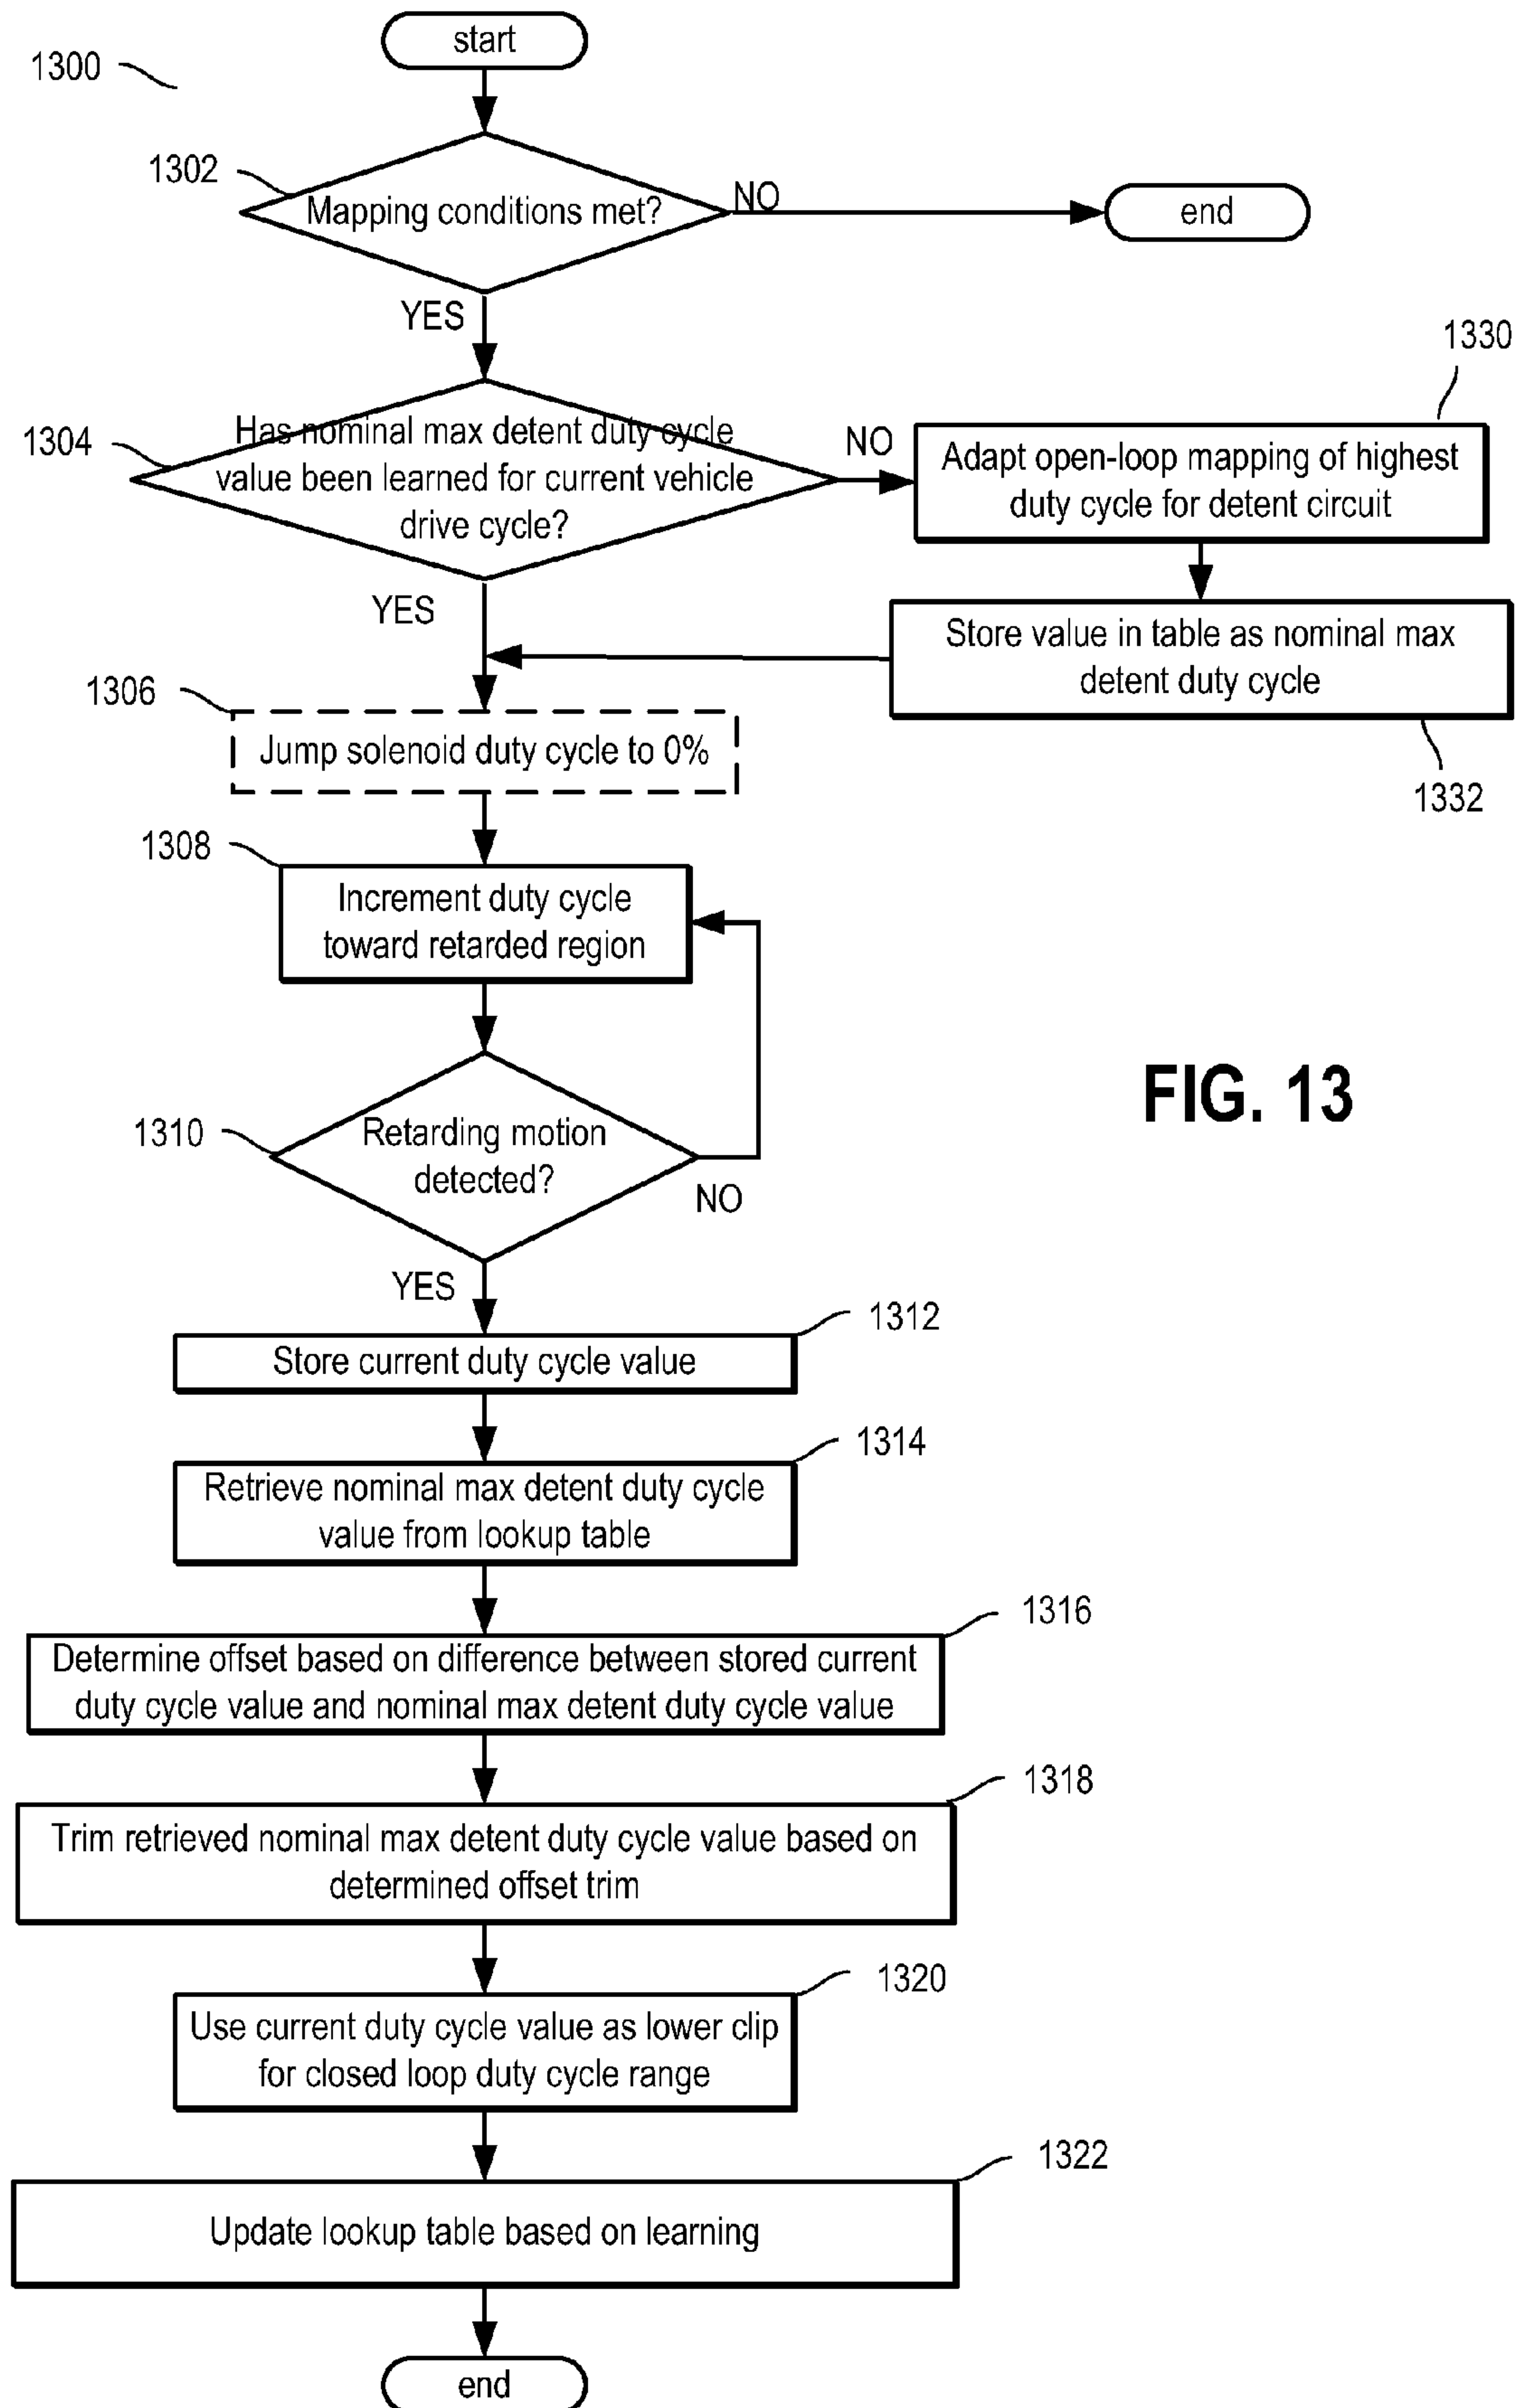 start
1300
1302
Mapping conditions met?
NO
end
YES
1330
1304
Has nominal max detent duty cycle
value been learned for current vehicle
drive cycle?
NO
Adapt open-loop mapping of highest
duty cycle for detent circuit
YES
Store value in table as nominal max
detent duty cycle
1332
1306
Jump solenoid duty cycle to 0%
1308
Increment duty cycle
toward retarded region
FIG. 13
1310
Retarding motion
detected?
NO
YES
1312
Store current duty cycle value
1314
Retrieve nominal max detent duty cycle
value from lookup table
1316
Determine offset based on difference between stored current
duty cycle value and nominal max detent duty cycle value
1318
Trim retrieved nominal max detent duty cycle value based on
determined offset trim
1320
Use current duty cycle value as lower clip
for closed loop duty cycle range
1322
Update lookup table based on learning
end